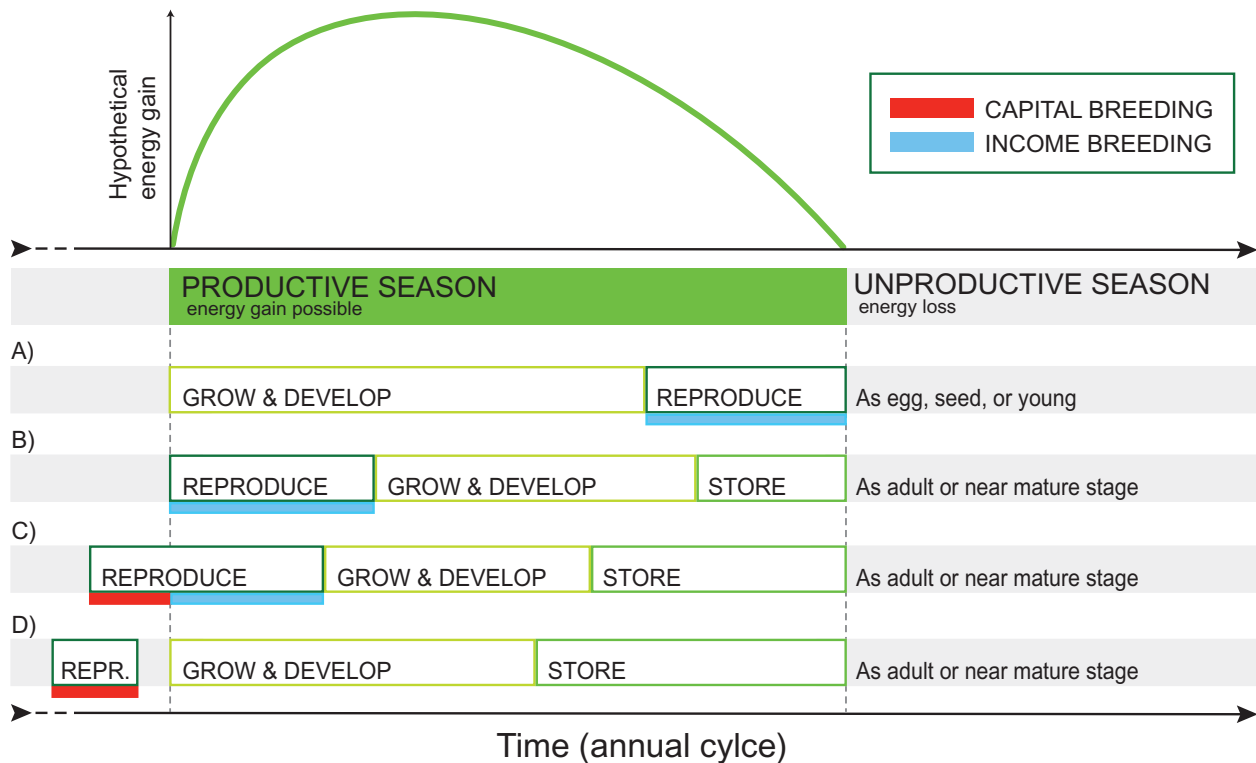 Hypothetical
energy gain
CAPITAL BREEDING
INCOME BREEDING
PRODUCTIVE SEASON
energy gain possible
UNPRODUCTIVE SEASON
energy loss
A)
GROW & DEVELOP
REPRODUCE
As egg, seed, or young
B)
REPRODUCE
GROW & DEVELOP
STORE
As adult or near mature stage
C)
REPRODUCE
GROW & DEVELOP
STORE
As adult or near mature stage
D)
REPR.
GROW & DEVELOP
STORE
As adult or near mature stage
Time (annual cylce)